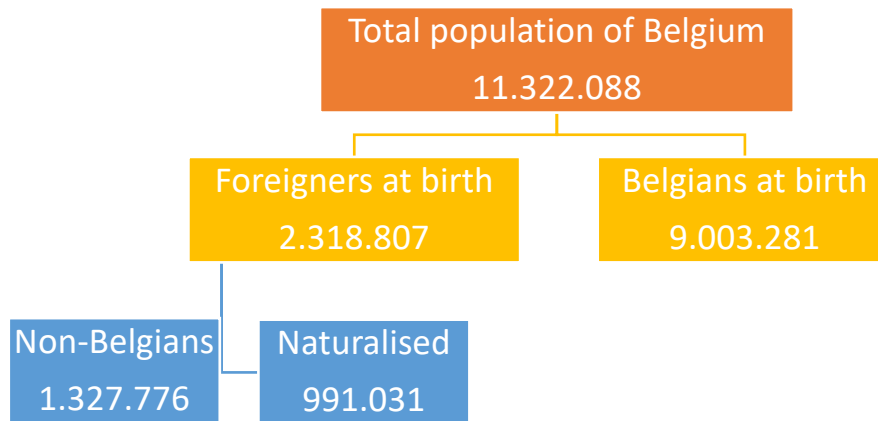 Total population of Belgium
11.322.088
Foreigners at birth
2.318.807
Belgians at birth
9.003.281
Non-Belgians
1.327.776
Naturalised
991.031